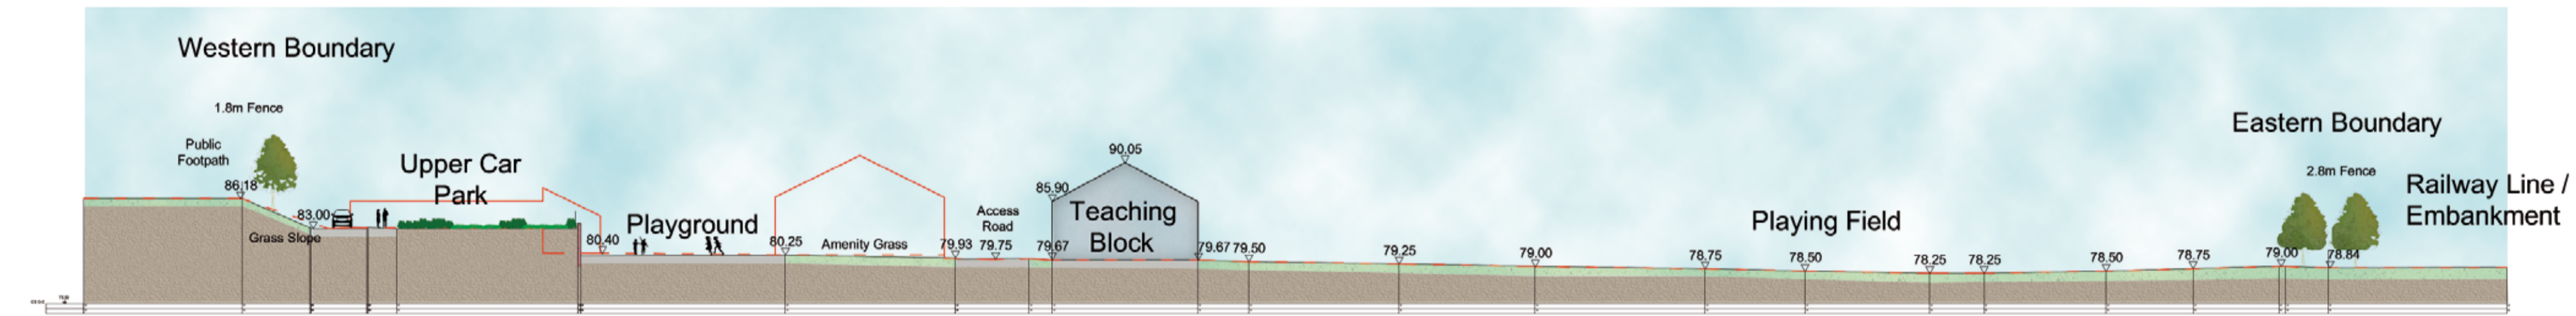 Western Boundary
1.8m Fence
Public
Footpath
86.18
Grass Slope
83.00
Upper Car
Park
80.40
Playground
80.25
Amenity Grass
79.93
Access
Road
79.75
79.67
85.90
90.05
Teaching
Block
79.67
79.50
79.25
79.00
78.75
Playing Field
78.50
78.25
78.25
78.50
78.75
Eastern Boundary
2.8m Fence
79.00
78.84
Railway Line /
Embankment